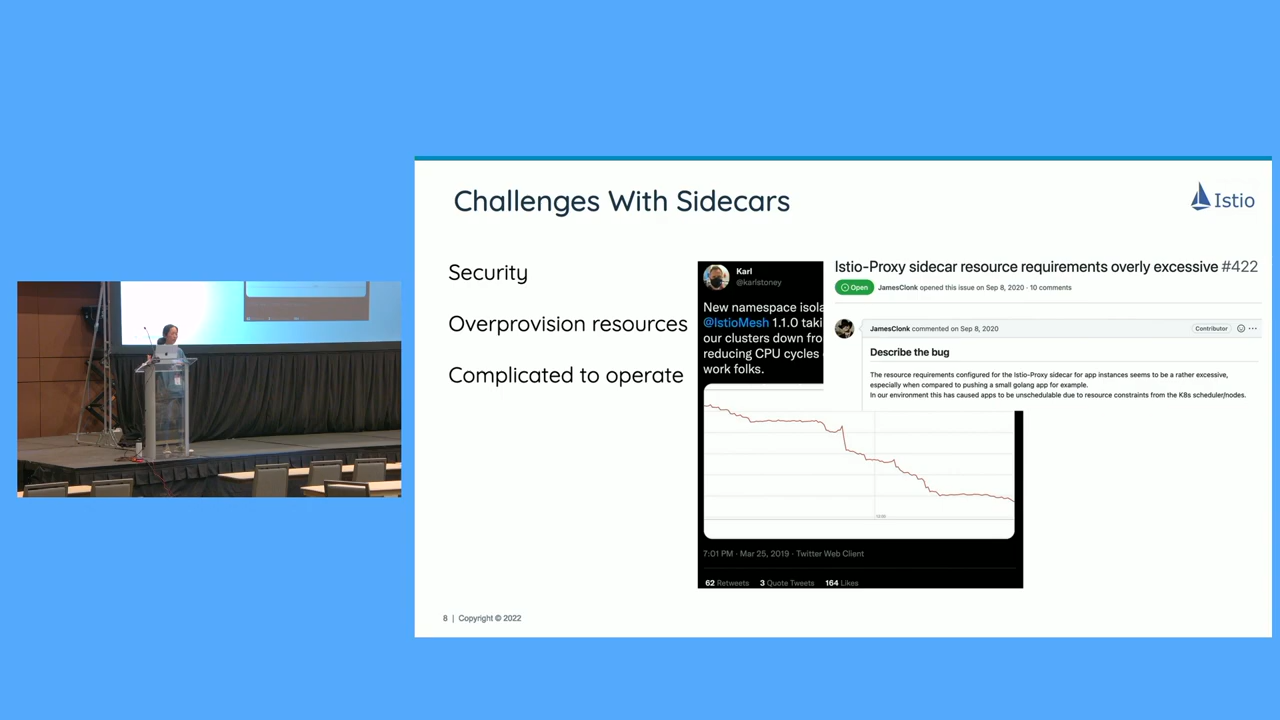 Challenges With Sidecars
Istio
Security
Overprovision resources
Complicated to operate
Karl
@karlstoney
New namespace isola
@IstioMesh 1.1.0 taki
our clusters down fro
reducing CPU cycles
work folks.
13:00
7:01 PM · Mar 25, 2019 · Twitter Web Client
62 Retweets 3 Quote Tweets 164 Likes
Istio-Proxy sidecar resource requirements overly excessive #422
Open JamesClonk opened this issue on Sep 8, 2020 · 10 comments
JamesClonk commented on Sep 8, 2020 Contributor
Describe the bug
The resource requirements configured for the Istio-Proxy sidecar for app instances seems to be a rather excessive,
especially when compared to pushing a small golang app for example.
In our environment this has caused apps to be unschedulable due to resource constraints from the K8s scheduler/nodes.
8 | Copyright © 2022